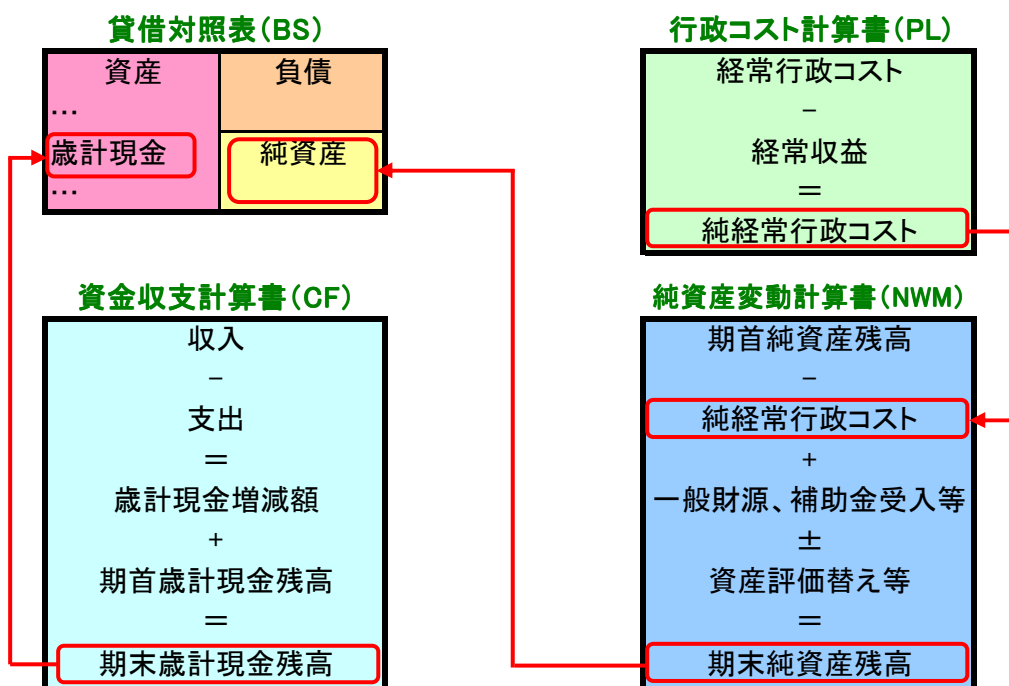 貸借対照表(BS)
資産
…
歳計現金
…
負債
純資産
行政コスト計算書(PL)
経常行政コスト
－
経常収益
＝
純経常行政コスト
資金収支計算書(CF)
収入
－
支出
＝
歳計現金増減額
+
期首歳計現金残高
＝
期末歳計現金残高
純資産変動計算書(NWM)
期首純資産残高
－
純経常行政コスト
+
一般財源、補助金受入等
±
資産評価替え等
＝
期末純資産残高